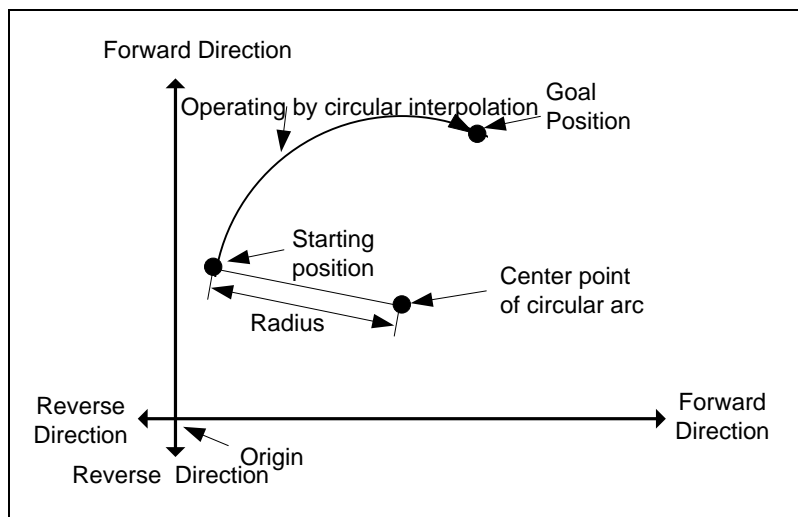 Forward Direction
Operating by circular interpolation
Goal
Position
Starting
position
Center point
of circular arc
Radius
Reverse
Direction
Forward
Direction
Origin
Reverse Direction